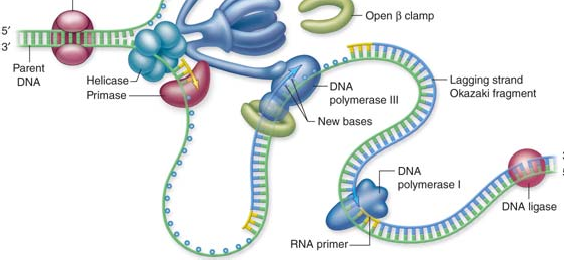 Open β clamp
5′
3′
Parent
DNA
Helicase
Primase
DNA
polymerase III
New bases
Lagging strand
Okazaki fragment
DNA
polymerase I
RNA primer
DNA ligase